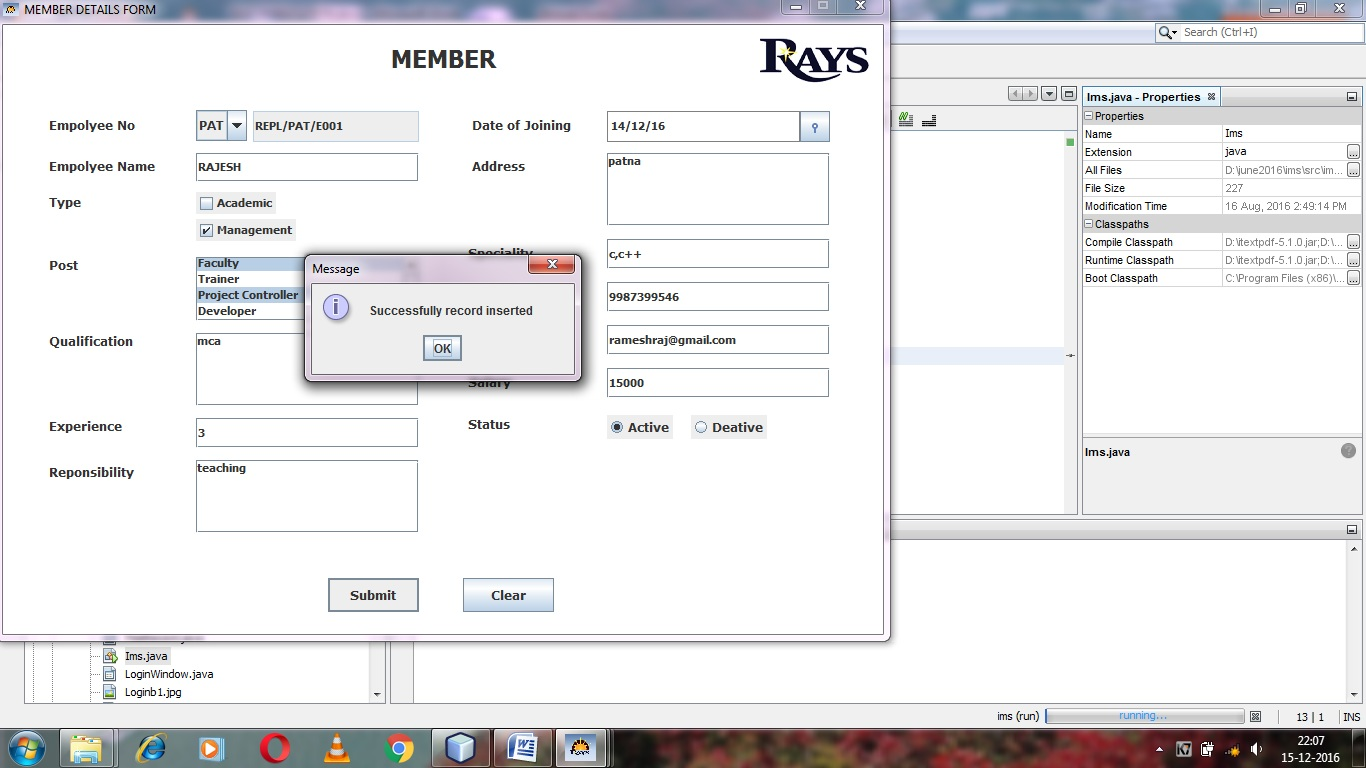 MEMBER DETAILS FORM
MEMBER
RAYS
Empolyee No
PAT
REPL/PAT/E001
Date of Joining
14/12/16
Empolyee Name
RAJESH
Address
patna
Type
Academic
Management
Post
Faculty
Trainer
Project Controller
Developer
Speciality
c,c++
9987399546
rameshraj@gmail.com
Qualification
mca
Salary
15000
Experience
3
Status
Active
Deative
Reponsibility
teaching
Submit
Clear
Message
Successfully record inserted
OK
Search (Ctrl+I)
Ims.java - Properties
Properties
Name
Ims
Extension
java
...
All Files
D:\june2016\ims\src\im...
...
File Size
227
Modification Time
16 Aug, 2016 2:49:14 PM
Classpaths
Compile Classpath
D:\itextpdf-5.1.0.jar;D:\...
...
Runtime Classpath
D:\itextpdf-5.1.0.jar;D:\...
...
Boot Classpath
C:\Program Files (x86)\...
...
Ims.java
?
Ims.java
LoginWindow.java
Loginb1.jpg
ims (run)
running...
13 | 1
INS
22:07
15-12-2016